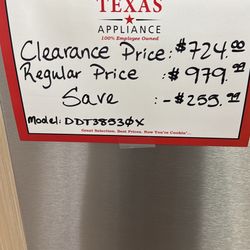 TEXAS
APPLIANCE
100% Employee Owned
Clearance Price: $724.00
Regular Price : $979.99
Save : -$255.99
Model: DDT38530X
Great Selection, Best Prices, Now You're Cookin'...